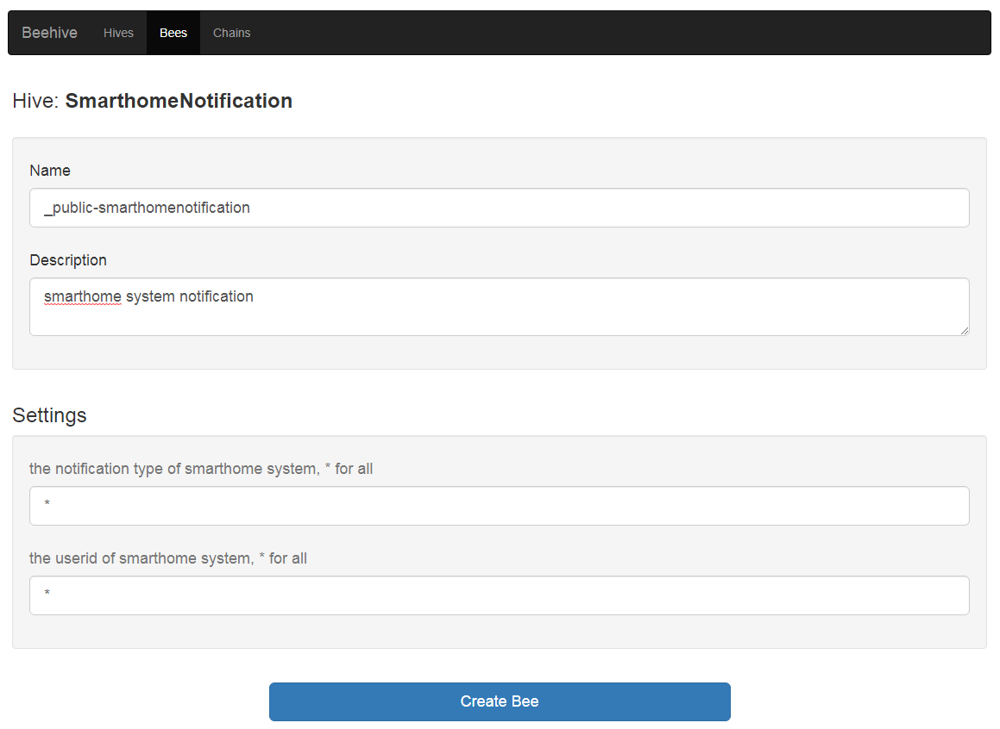 Beehive Hives Bees Chains
Hive: SmarthomeNotification
Name
_public-smarthomenotification
Description
smarthome system notification
Settings
the notification type of smarthome system, * for all
*
the userid of smarthome system, * for all
*
Create Bee